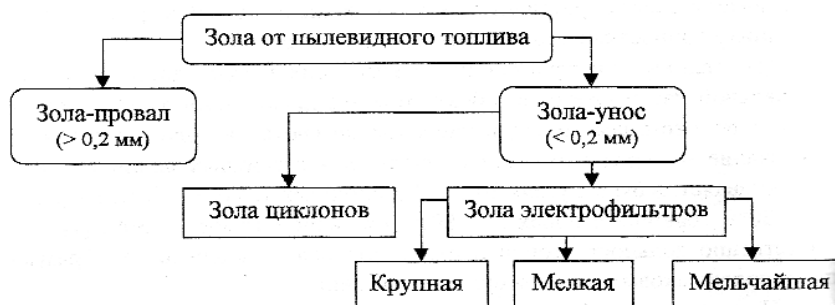 Зола от пылевидного топлива
Зола-провал
(> 0,2 мм)
Зола-унос
(< 0,2 мм)
Зола циклонов
Зола электрофильтров
Крупная
Мелкая
Мельчайшая